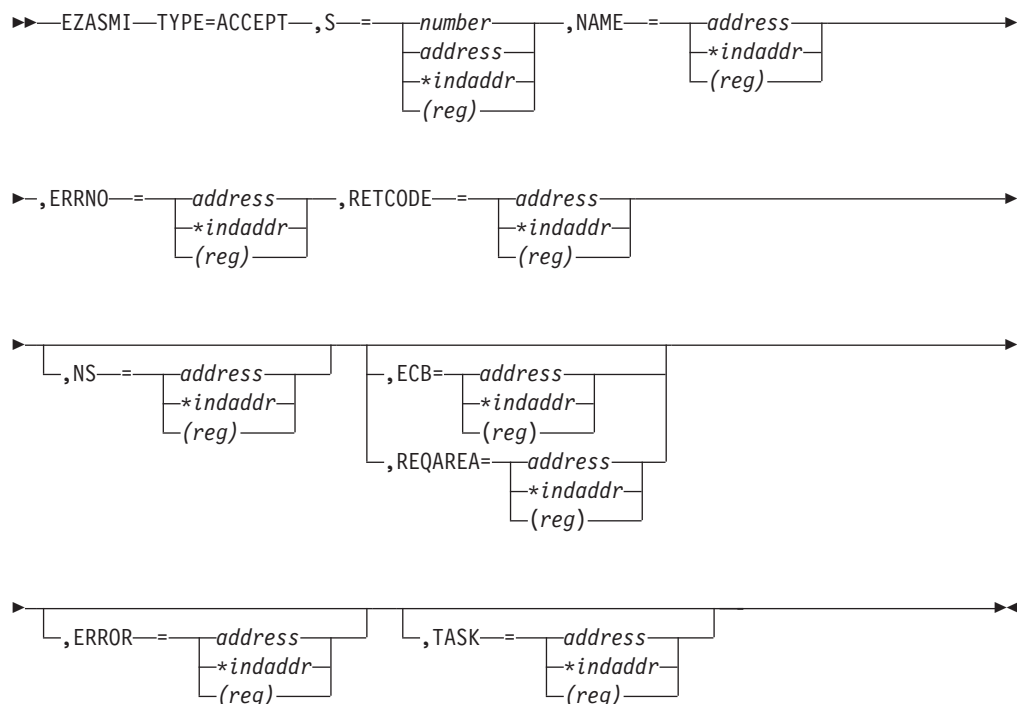 EZASMI TYPE=ACCEPT ,S = number ,NAME = address
address *indaddr
*indaddr (reg)
(reg)
,ERRNO = address ,RETCODE = address
*indaddr *indaddr
(reg) (reg)
,NS = address ,ECB= address
*indaddr *indaddr
(reg) (reg)
,REQAREA= address
*indaddr
(reg)
,ERROR = address ,TASK = address
*indaddr *indaddr
(reg) (reg)